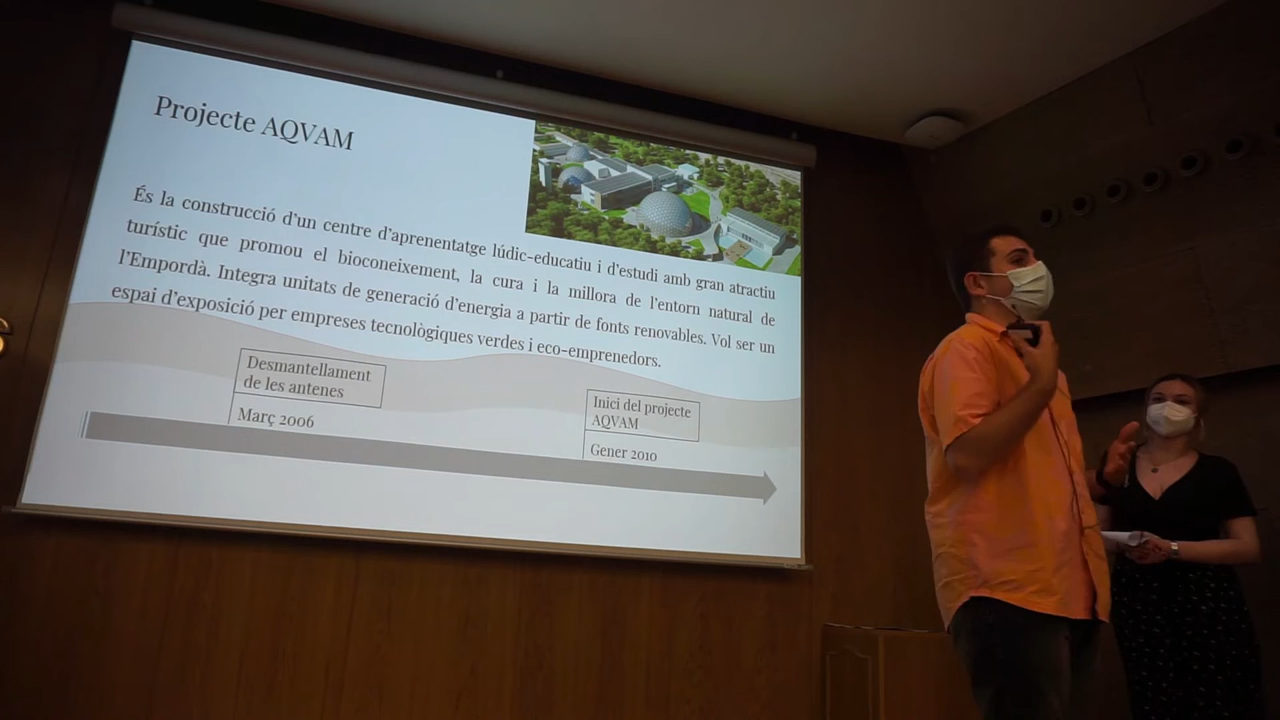 Projecte AQVAM
És la construcció d'un centre d'aprenentatge lúdic-educatiu i d'estudi amb gran atractiu
turístic que promou el bioconeixement, la cura i la millora de l'entorn natural de
l'Empordà. Integra unitats de generació d'energia a partir de fonts renovables. Vol ser un
espai d'exposició per empreses tecnològiques verdes i eco-emprenedors.
Desmantellament
de les antenes
Març 2006
Inici del projecte
AQVAM
Gener 2010